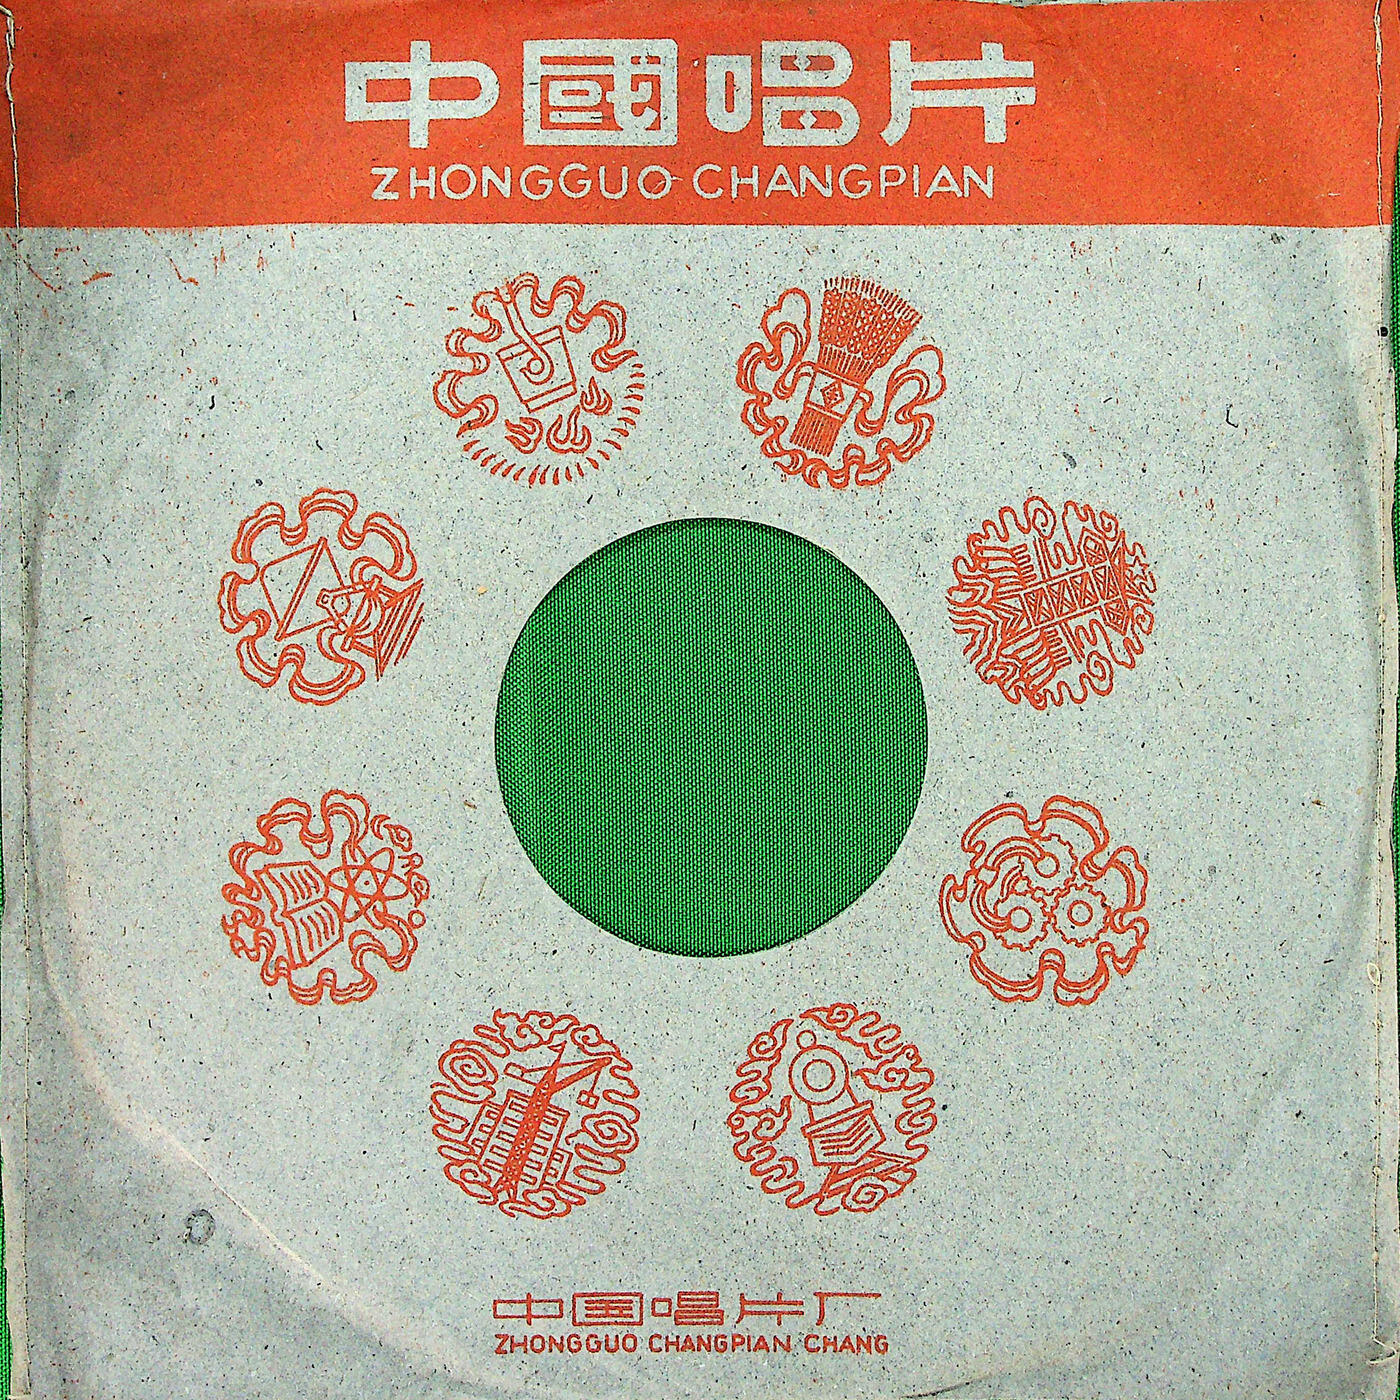 中國唱片
ZHONGGUO CHANGPIAN
中国唱片厂
ZHONGGUO CHANGPIAN CHANG